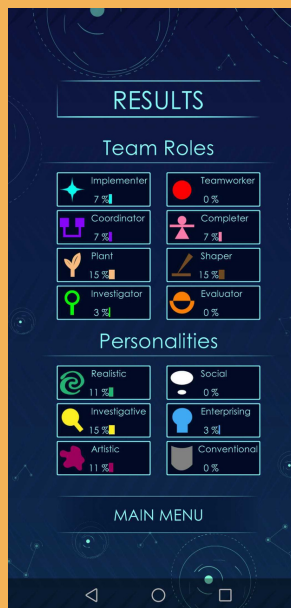 RESULTS
Team Roles
Implementer
7 %
Teamworker
0 %
Coordinator
7 %
Completer
7 %
Plant
15 %
Shaper
15 %
Investigator
3 %
Evaluator
0 %
Personalities
Realistic
11 %
Social
0 %
Investigative
15 %
Enterprising
3 %
Artistic
11 %
Conventional
0 %
MAIN MENU